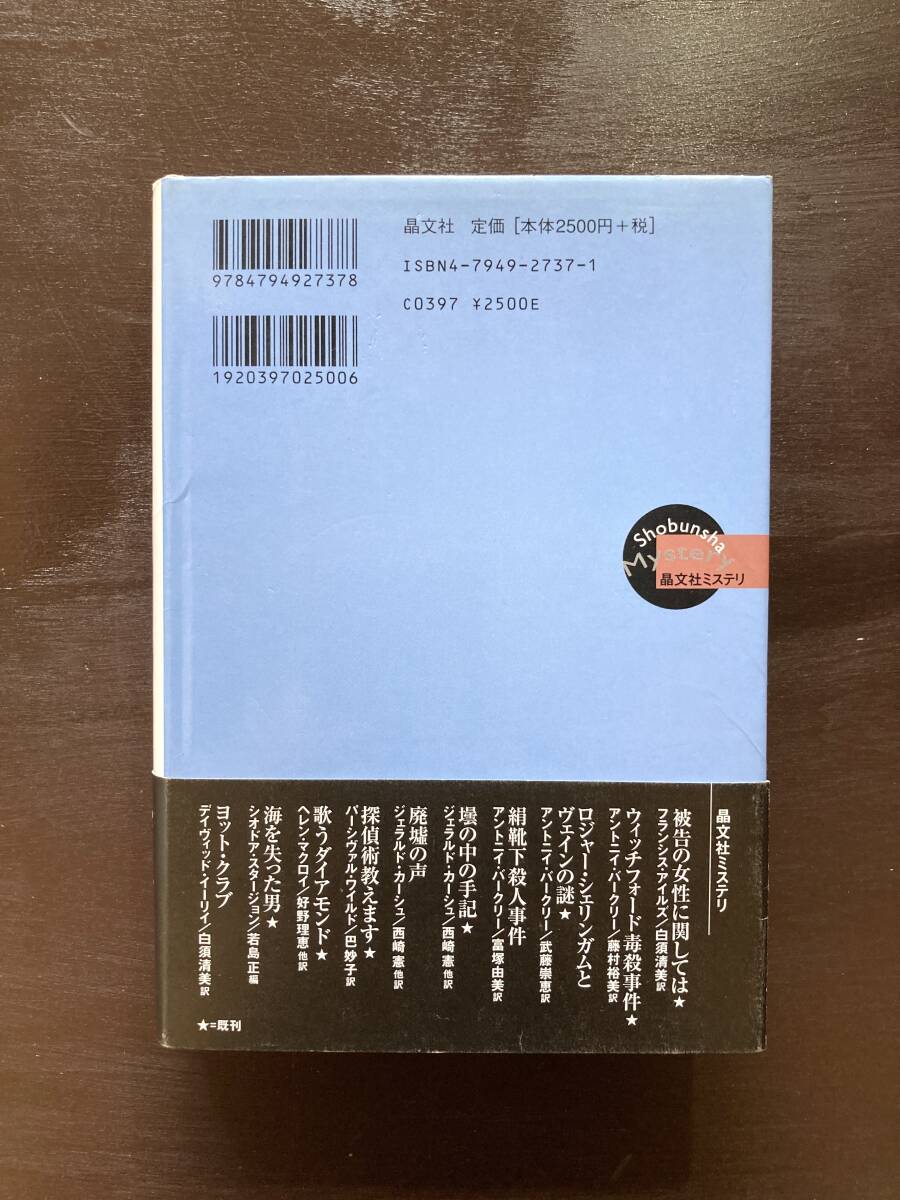 晶文社 定価[本体2500円+税]
ISBN4-7949-2737-1
C0397 ¥2500E
9784794927378
1920397025006
Shobunsha
Mystery
晶文社ミステリ
晶文社ミステリ
被告の女性に関しては★
フランシス・アイルズ/白須清美訳
ウィッチフォード毒殺事件★
アントニイ・バークリー/藤村裕美訳
ロジャー・シェリンガムと
ヴェインの謎★
アントニイ・バークリー/武藤崇恵訳
絹靴下殺人事件
アントニイ・バークリー/富塚由美訳
壜の中の手記★
ジェラルド・カーシュ/西崎憲他訳
廃墟の声
ジェラルド・カーシュ/西崎憲他訳
探偵術教えます★
パーシヴァル・ワイルド/巴妙子訳
歌うダイアモンド★
ヘレン・マクロイ/好野理恵他訳
海を失った男★
シオドア・スタージョン/若島正編
ヨット・クラブ
デイヴィッド・イーリイ/白須清美訳
★=既刊